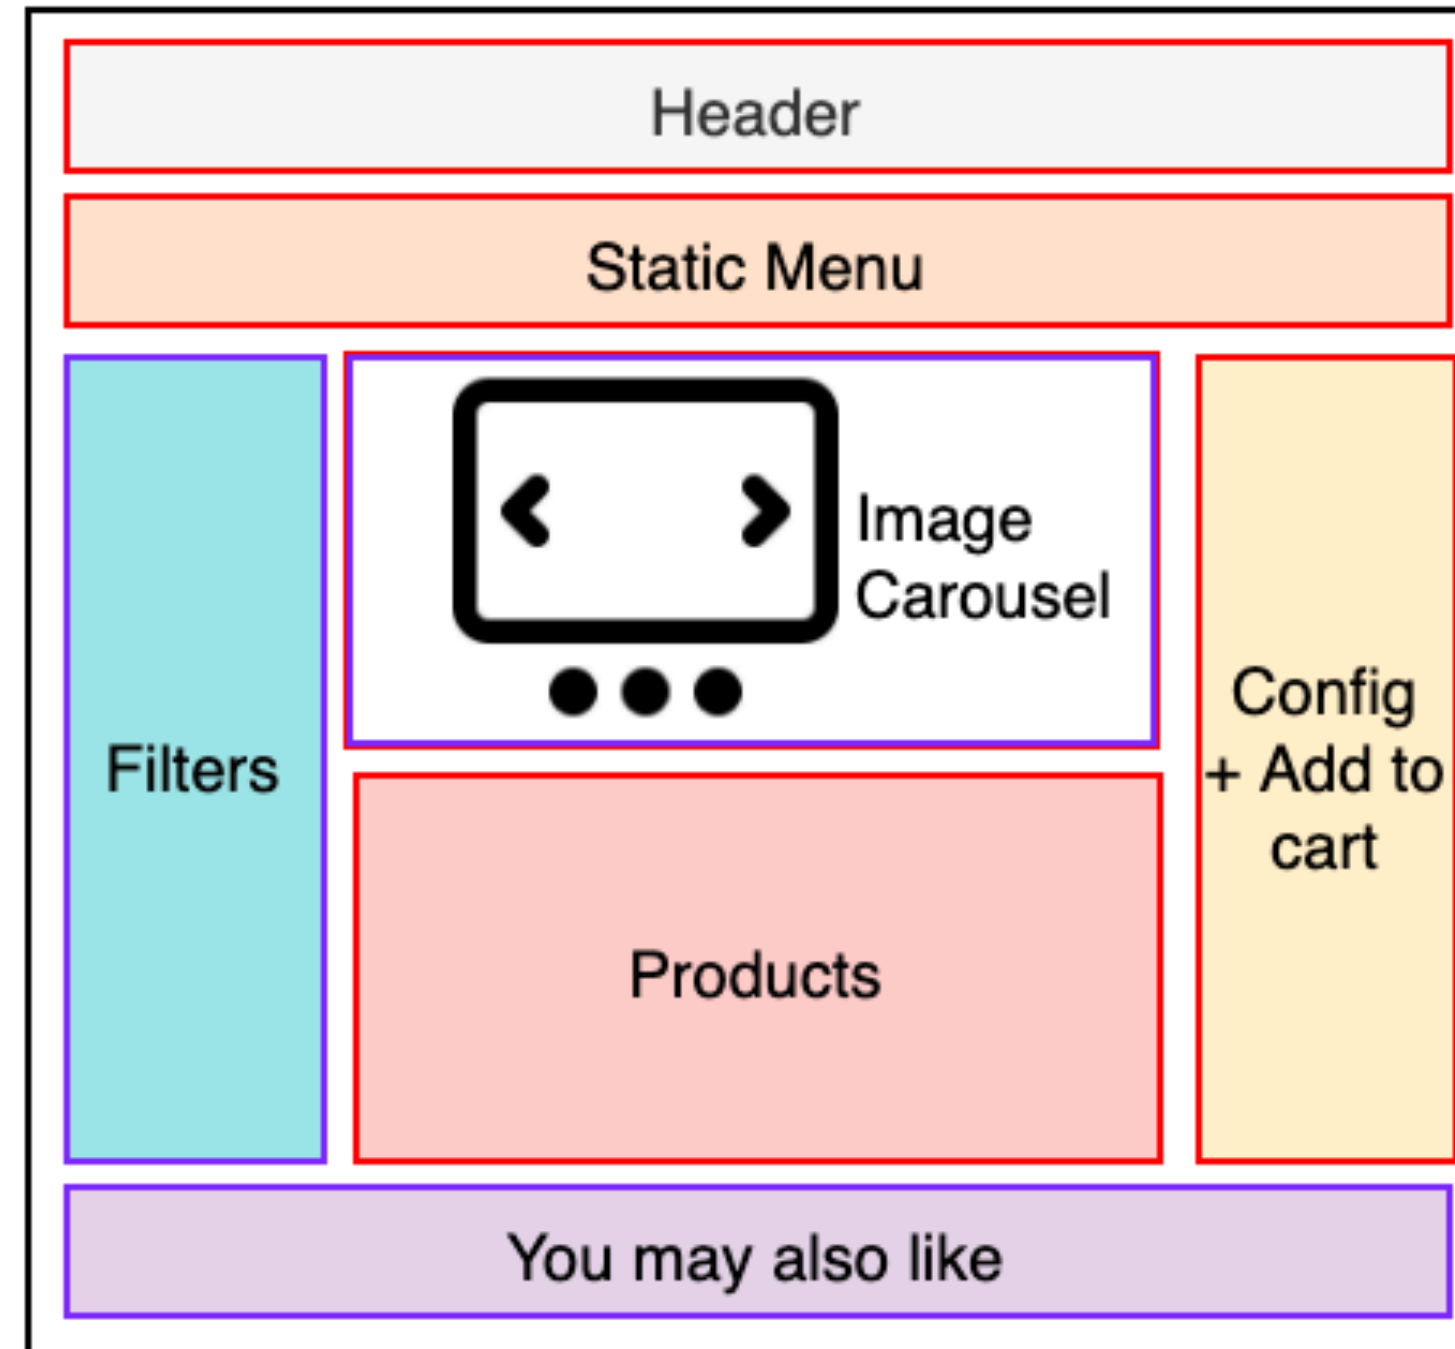 Header
Static Menu
Filters
Image
Carousel
Config
+ Add to
cart
Products
You may also like